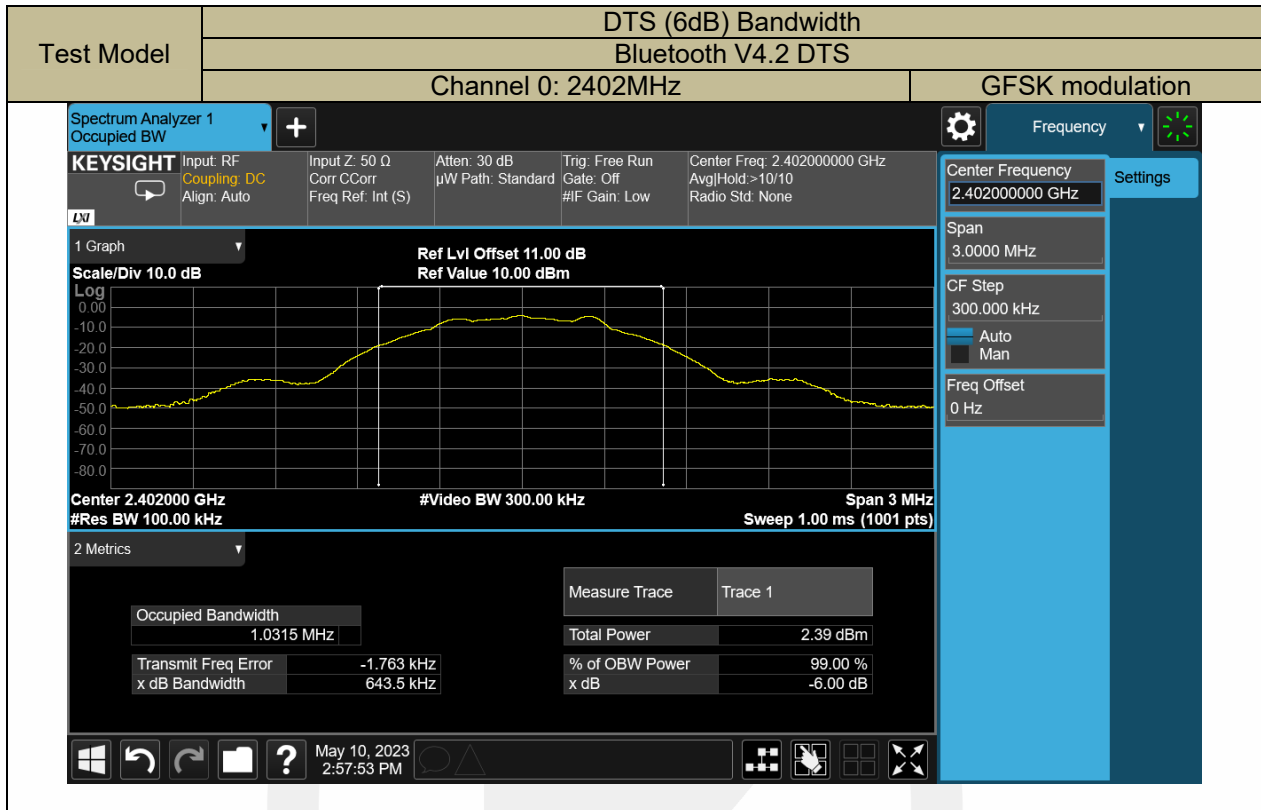 Test Model
DTS (6dB) Bandwidth
Bluetooth V4.2 DTS
Channel 0: 2402MHz
GFSK modulation
Spectrum Analyzer 1
Occupied BW
Frequency
KEYSIGHT
LXI
Input: RF
Coupling: DC
Align: Auto
Input Z: 50 Ω
Corr CCorr
Freq Ref: Int (S)
Atten: 30 dB
µW Path: Standard
Trig: Free Run
Gate: Off
#IF Gain: Low
Center Freq: 2.402000000 GHz
Avg|Hold:>10/10
Radio Std: None
Center Frequency
2.402000000 GHz
Settings
Span
3.0000 MHz
CF Step
300.000 kHz
Auto
Man
Freq Offset
0 Hz
1 Graph
Scale/Div 10.0 dB
Ref Lvl Offset 11.00 dB
Ref Value 10.00 dBm
Log
0.00
-10.0
-20.0
-30.0
-40.0
-50.0
-60.0
-70.0
-80.0
Center 2.402000 GHz
#Video BW 300.00 kHz
Span 3 MHz
#Res BW 100.00 kHz
Sweep 1.00 ms (1001 pts)
2 Metrics
Measure Trace
Trace 1
Occupied Bandwidth
1.0315 MHz
Total Power
2.39 dBm
Transmit Freq Error
-1.763 kHz
% of OBW Power
99.00 %
x dB Bandwidth
643.5 kHz
x dB
-6.00 dB
?
May 10, 2023
2:57:53 PM